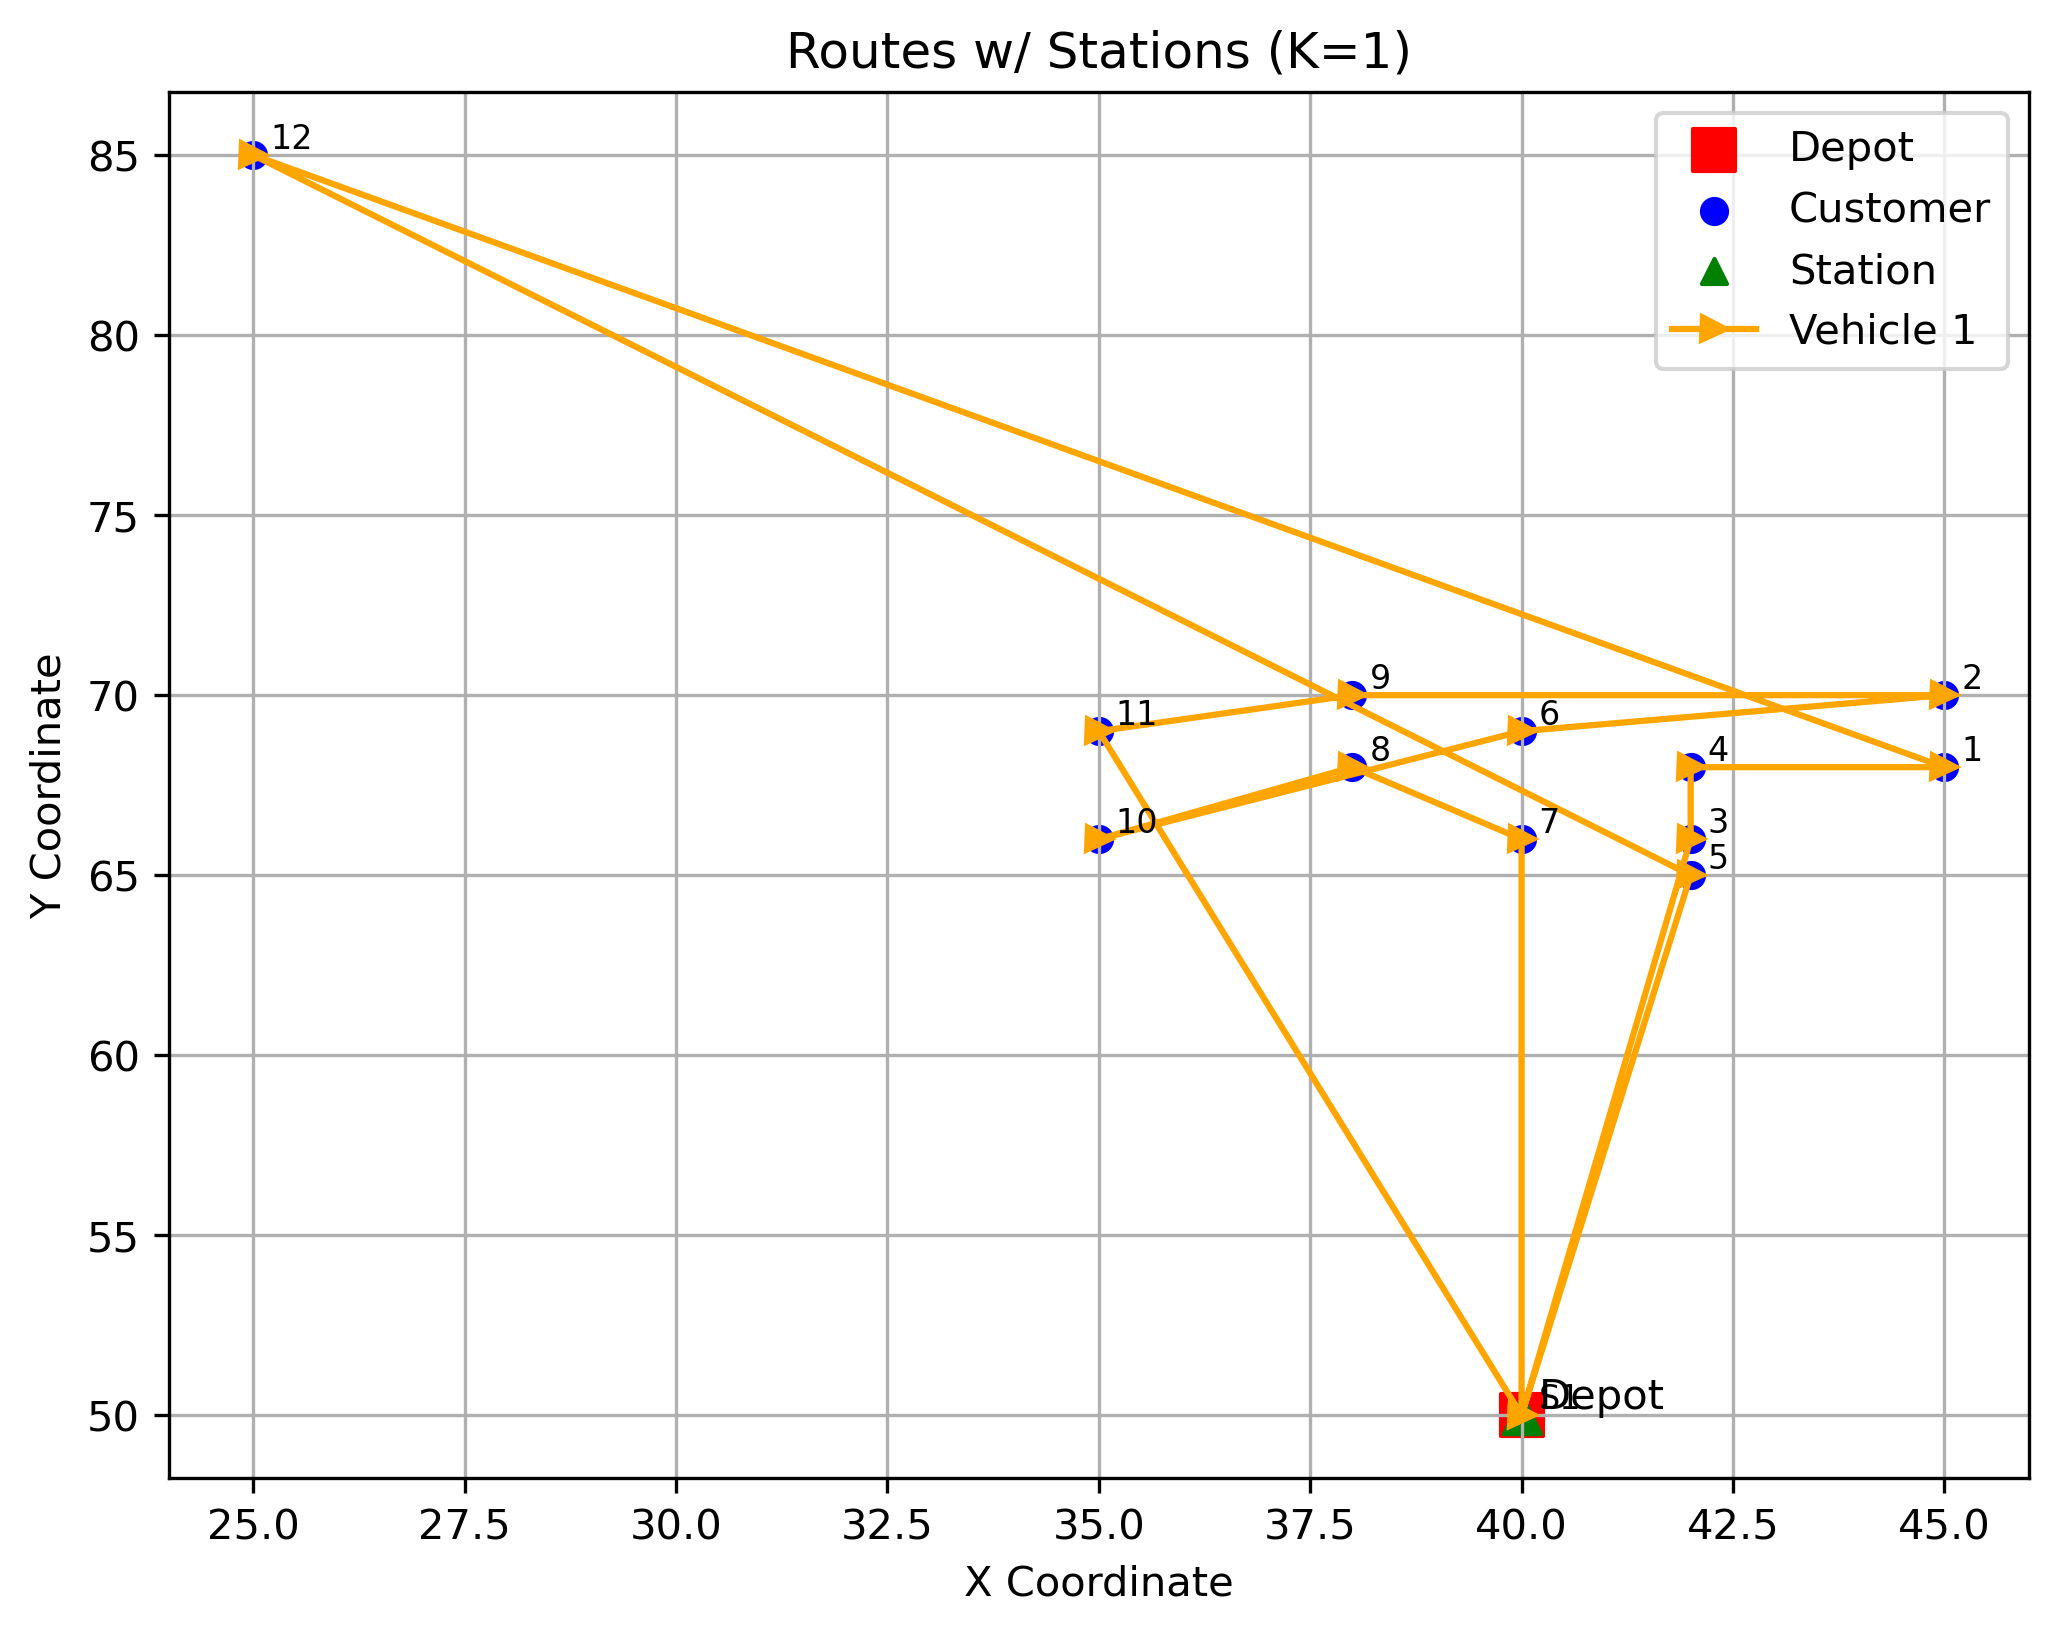 Routes w/ Stations (K=1)
Depot
Customer
Station
Vehicle 1
Y Coordinate
85
80
75
70
65
60
55
50
12
9
2
11
6
8
4
1
10
7
3
5
S1
Depot
25.0 27.5 30.0 32.5 35.0 37.5 40.0 42.5 45.0
X Coordinate